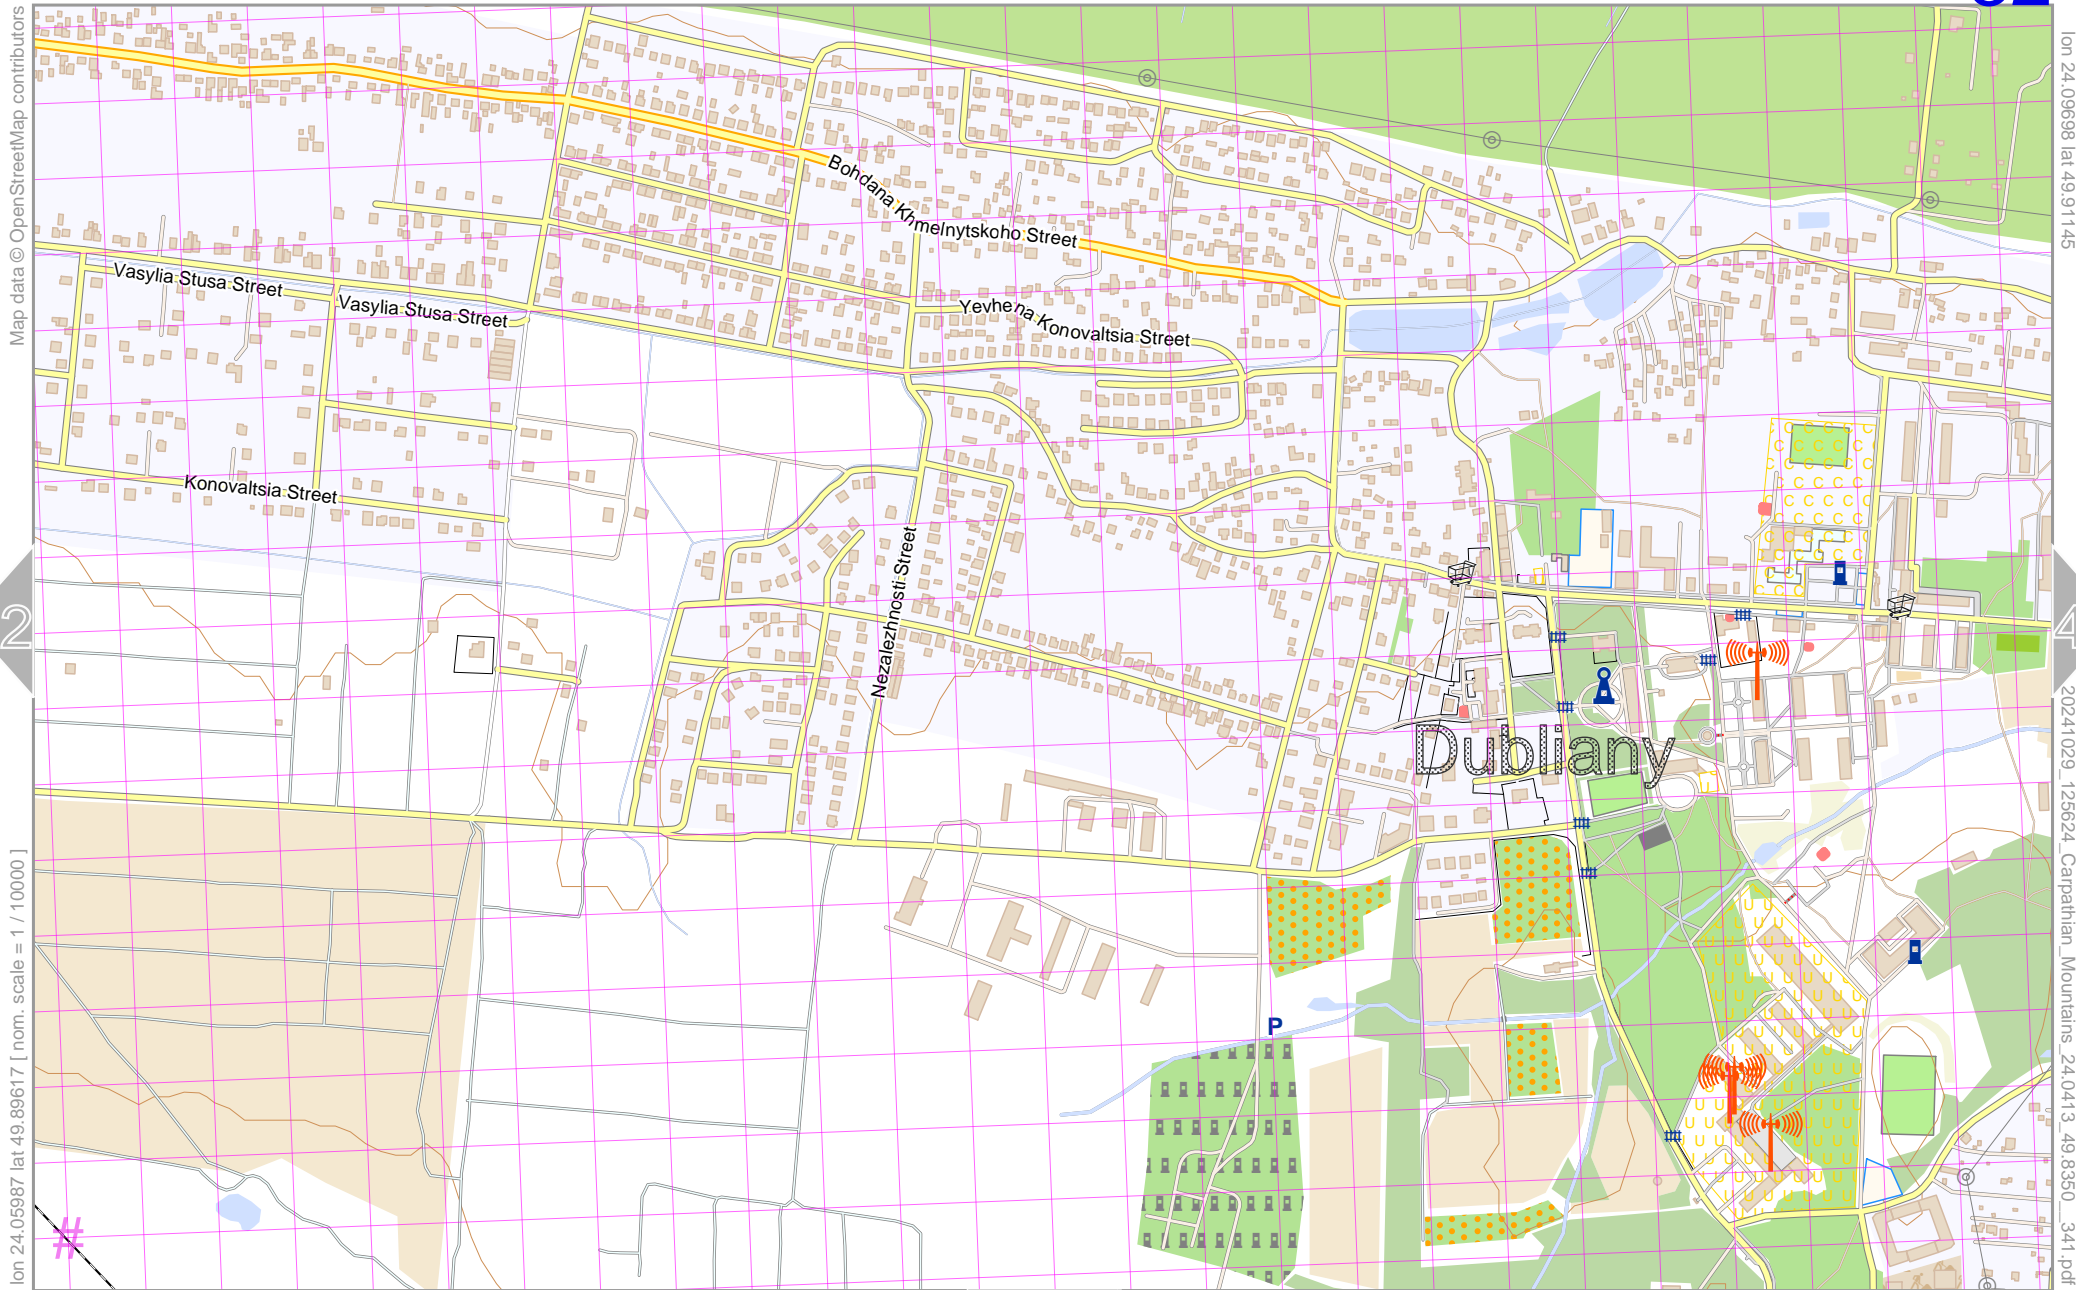 Map data © OpenStreetMap contributors
lon 24.05987 lat 49.89617 [ nom. scale = 1 / 10000 ]
lon 24.09698 lat 49.91145
20241029_125624_Carpathian_Mountains_24.0413_49.8350__341.pdf
2
4
Bohdana Khmelnytskoho Street
Vasylia Stusa Street
Vasylia Stusa Street
Yevhena Konovaltsia Street
Konovaltsia Street
Nezalezhnosti Street
Dubliany
P
#